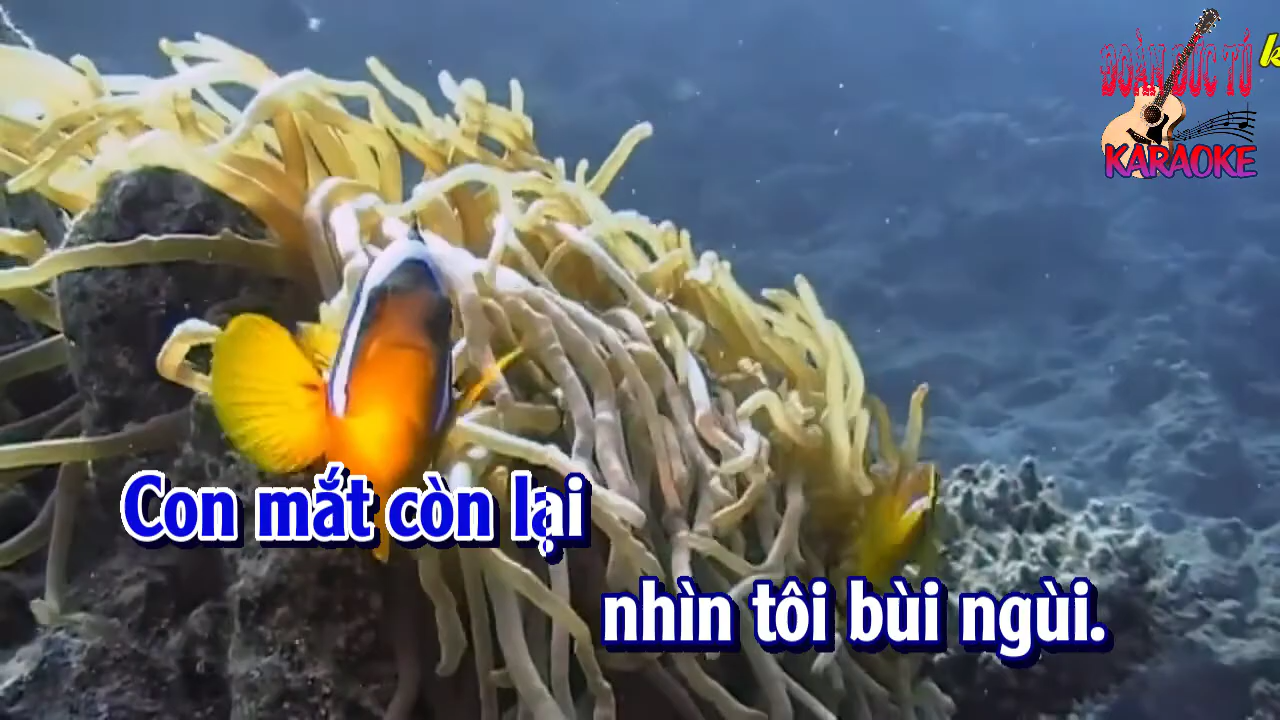 ĐOÀN ĐỨC TÚ
KARAOKE
Con mắt còn lại
nhìn tôi bùi ngùi.